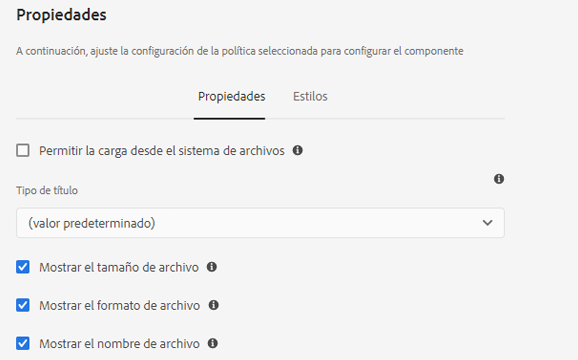 Propiedades
A continuación, ajuste la configuración de la política seleccionada para configurar el componente
Propiedades
Estilos
Permitir la carga desde el sistema de archivos
Tipo de título
(valor predeterminado)
Mostrar el tamaño de archivo
Mostrar el formato de archivo
Mostrar el nombre de archivo